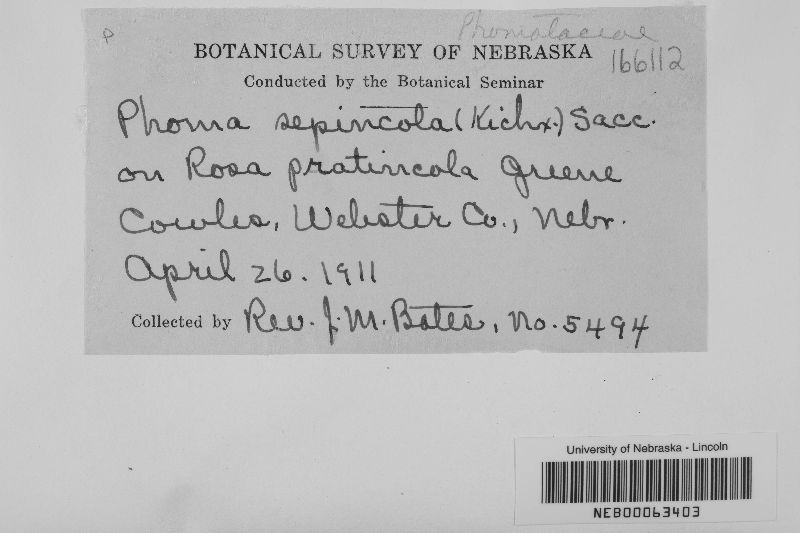 P
Phomataceae
BOTANICAL SURVEY OF NEBRASKA
166112
Conducted by the Botanical Seminar
Phoma sepincola (Kichx.) Sacc.
on Rosa pratincola Greene
Cowles, Webster Co., Nebr.
April 26. 1911
Collected by Rev. J. M. Bates, No. 5494
University of Nebraska - Lincoln
NEB00063403